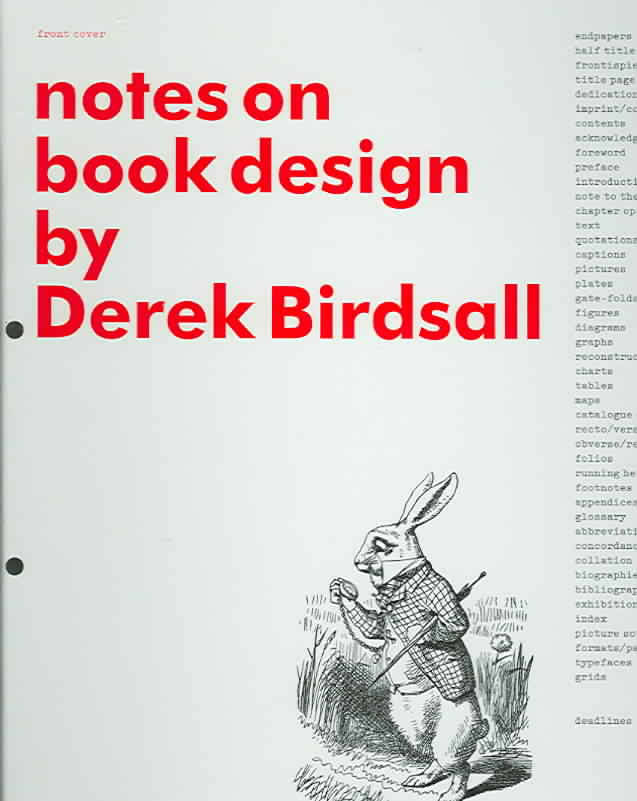 front cover
notes on
book design
by
Derek Birdsall
endpapers
half title
frontispie
title page
dedication
imprint/co
contents
acknowledg
foreword
preface
introducti
note to the
chapter op
text
quotations
captions
pictures
plates
gate-folds
figures
diagrams
graphs
reconstruc
charts
tables
maps
catalogue
recto/vers
obverse/re
folios
running he
footnotes
appendices
glossary
abbreviati
concordanc
collation
biographie
bibliograp
exhibition
index
picture so
formats/pa
typefaces
grids
deadlines